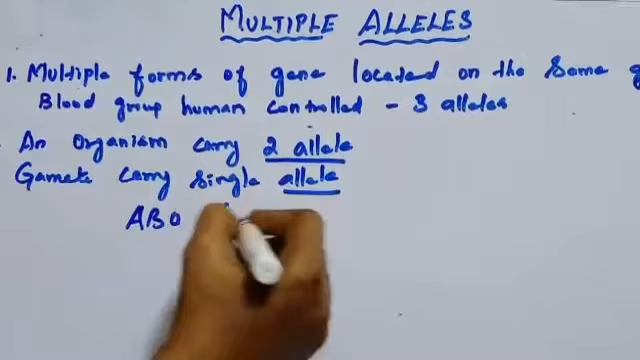 MULTIPLE ALLELES
1. Multiple forms of gene located on the same
Blood group human controlled - 3 alleles
An Organism carry 2 allele
Gamete carry single allele
ABO